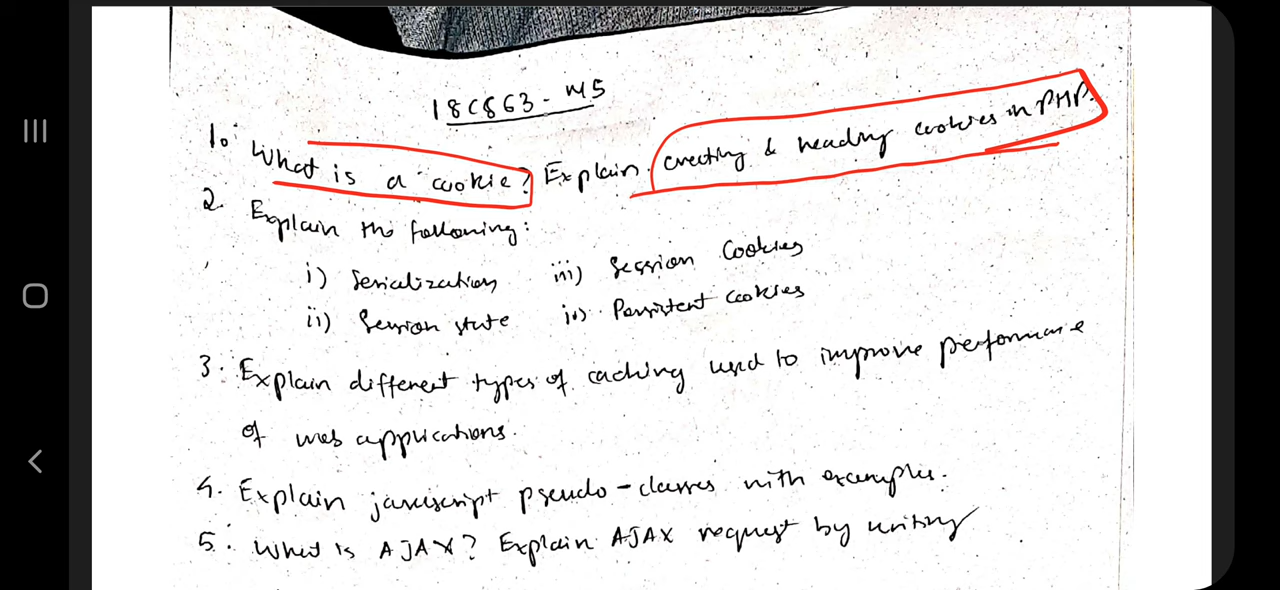 18CS63 - M5
1. What is a cookie? Explain creating & reading cookies in PHP.
2. Explain the following:
i) Serialization iii) Session Cookies
ii) Session state iv) Persistent cookies
3. Explain different types of caching used to improve performance
of web applications.
4. Explain javascript pseudo-classes with examples.
5. What is AJAX? Explain AJAX request by writing